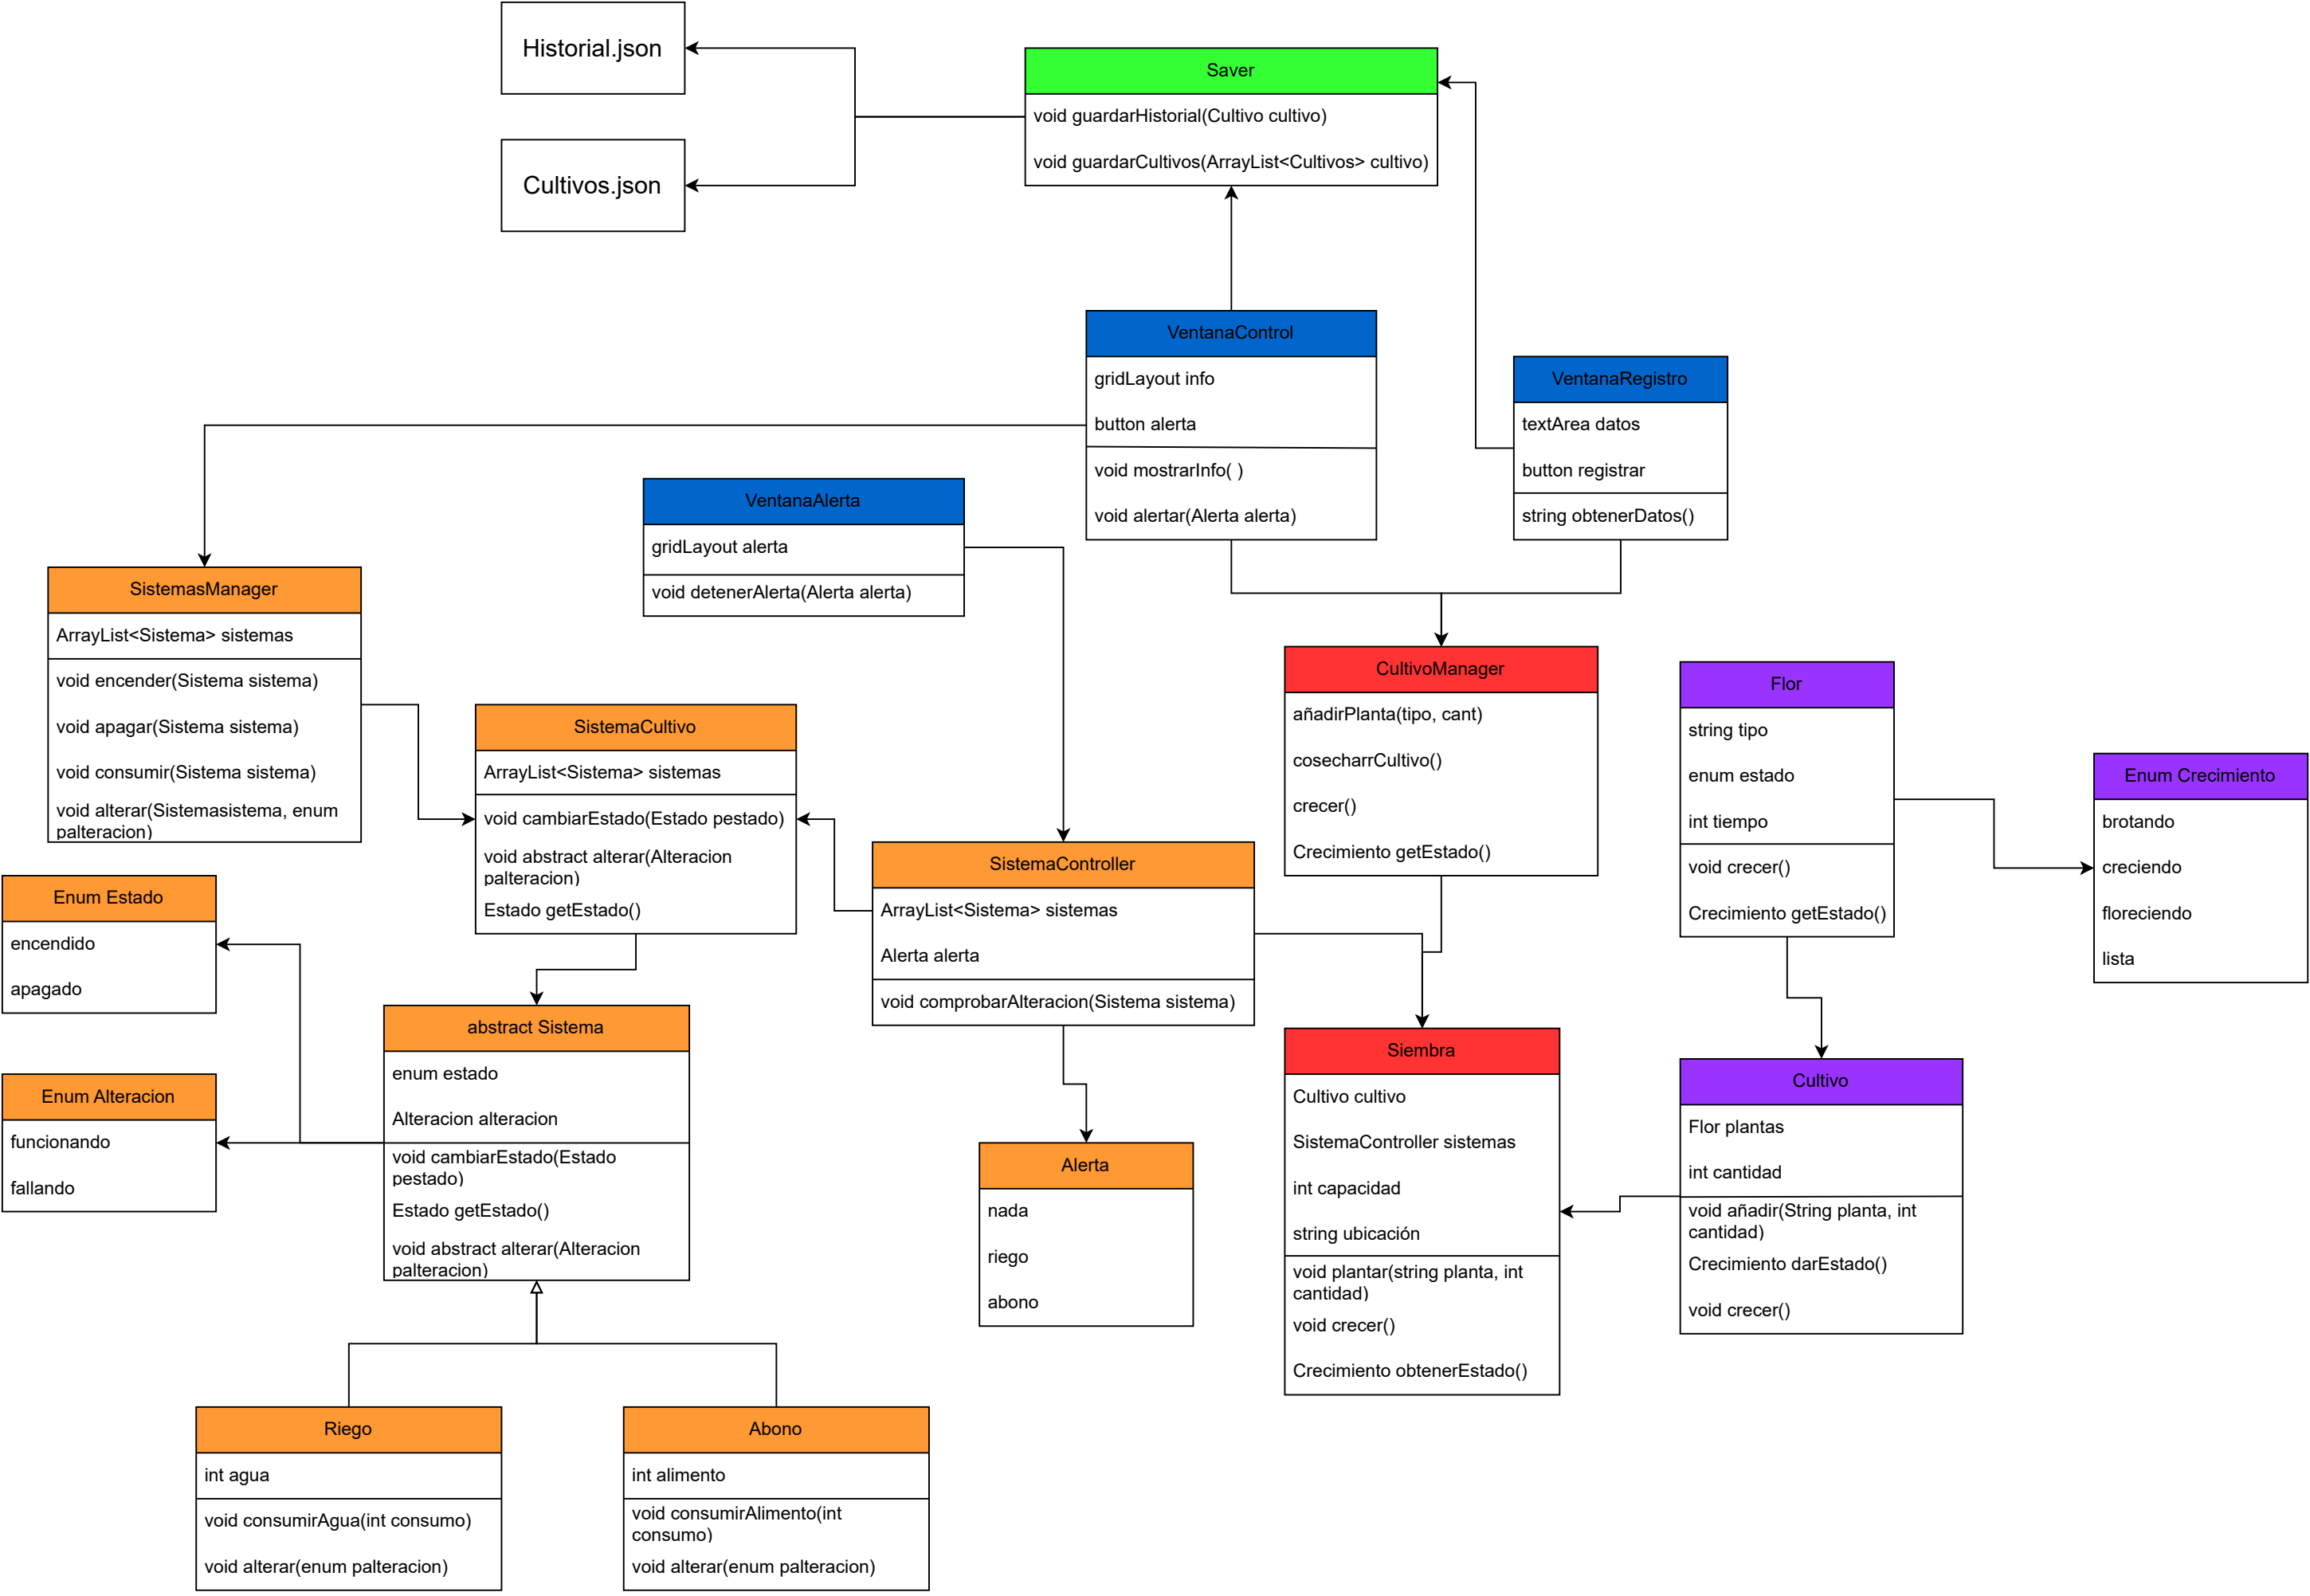 Historial.json
Cultivos.json
Saver
void guardarHistorial(Cultivo cultivo)
void guardarCultivos(ArrayList<Cultivos> cultivo)
VentanaControl
gridLayout info
button alerta
void mostrarInfo( )
void alertar(Alerta alerta)
VentanaRegistro
textArea datos
button registrar
string obtenerDatos()
VentanaAlerta
gridLayout alerta
void detenerAlerta(Alerta alerta)
SistemasManager
ArrayList<Sistema> sistemas
void encender(Sistema sistema)
void apagar(Sistema sistema)
void consumir(Sistema sistema)
void alterar(Sistemasistema, enum
palteracion)
SistemaCultivo
ArrayList<Sistema> sistemas
void cambiarEstado(Estado pestado)
void abstract alterar(Alteracion
palteracion)
Estado getEstado()
SistemaController
ArrayList<Sistema> sistemas
Alerta alerta
void comprobarAlteracion(Sistema sistema)
CultivoManager
añadirPlanta(tipo, cant)
cosecharrCultivo()
crecer()
Crecimiento getEstado()
Flor
string tipo
enum estado
int tiempo
void crecer()
Crecimiento getEstado()
Enum Crecimiento
brotando
creciendo
floreciendo
lista
Enum Estado
encendido
apagado
Enum Alteracion
funcionando
fallando
abstract Sistema
enum estado
Alteracion alteracion
void cambiarEstado(Estado
pestado)
Estado getEstado()
void abstract alterar(Alteracion
palteracion)
Alerta
nada
riego
abono
Siembra
Cultivo cultivo
SistemaController sistemas
int capacidad
string ubicación
void plantar(string planta, int
cantidad)
void crecer()
Crecimiento obtenerEstado()
Cultivo
Flor plantas
int cantidad
void añadir(String planta, int
cantidad)
Crecimiento darEstado()
void crecer()
Riego
int agua
void consumirAgua(int consumo)
void alterar(enum palteracion)
Abono
int alimento
void consumirAlimento(int
consumo)
void alterar(enum palteracion)